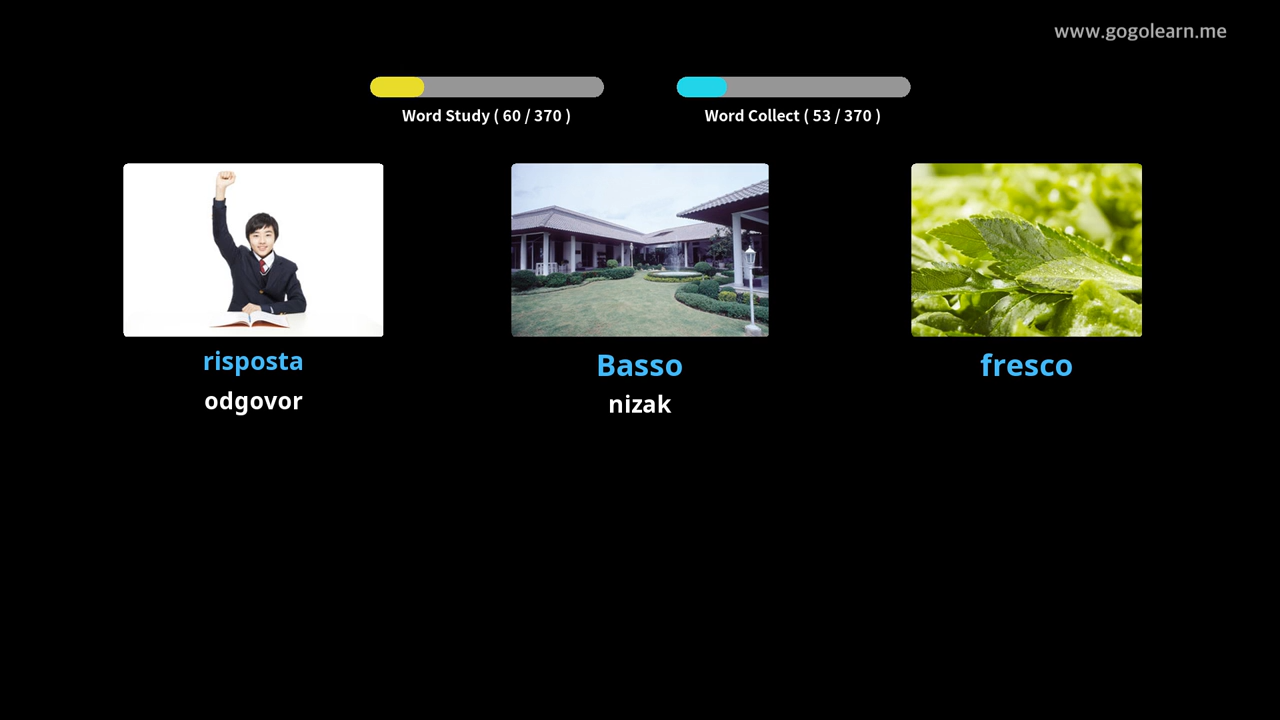 www.gogolearn.me
Word Study ( 60 / 370 )
Word Collect ( 53 / 370 )
risposta
odgovor
Basso
nizak
fresco